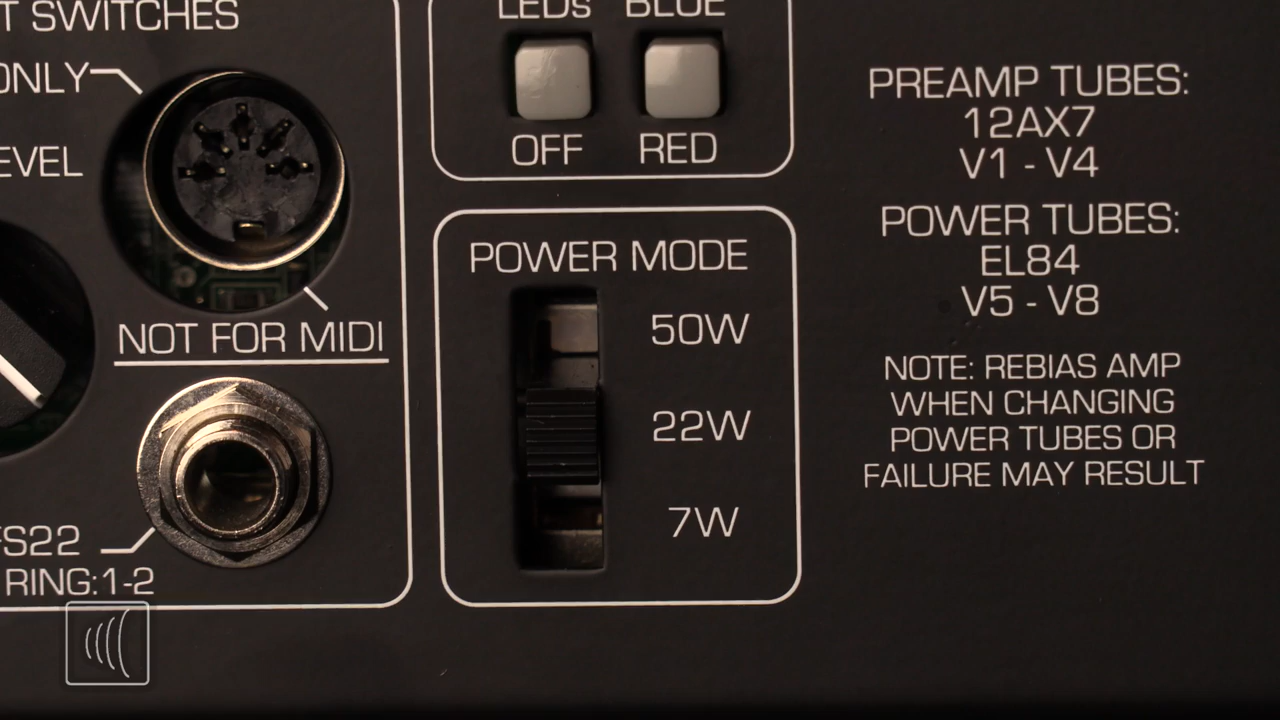 T SWITCHES
ONLY
EVEL
NOT FOR MIDI
FS22
RING:1-2
LEDs BLUE
OFF RED
POWER MODE
50W
22W
7W
PREAMP TUBES:
12AX7
V1 - V4
POWER TUBES:
EL84
V5 - V8
NOTE: REBIAS AMP
WHEN CHANGING
POWER TUBES OR
FAILURE MAY RESULT